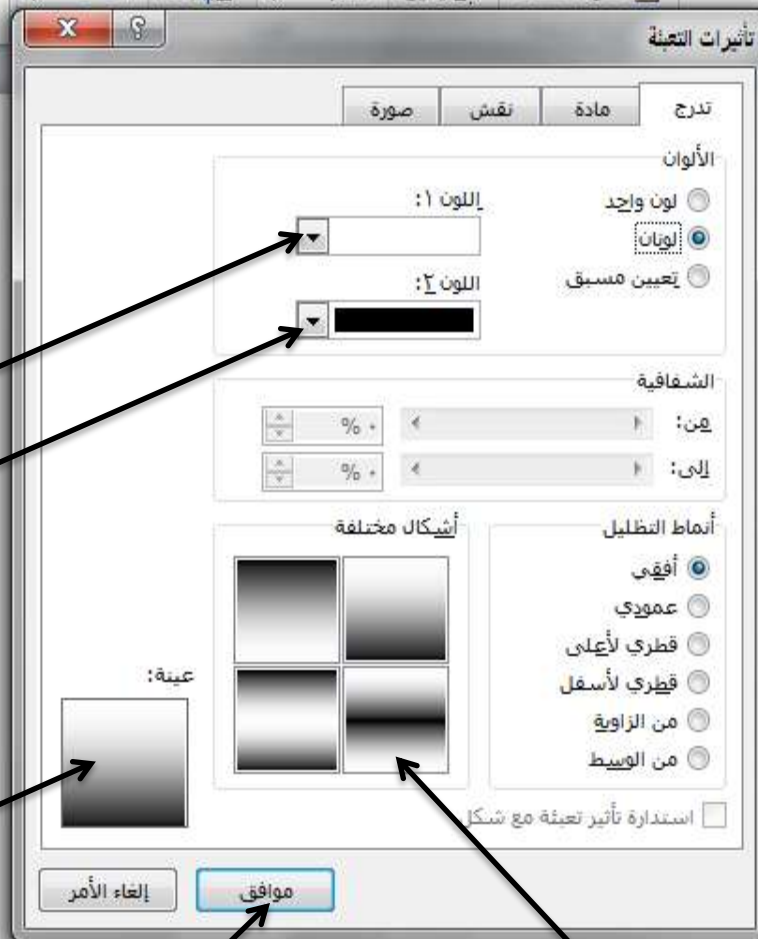 تأثيرات التعبئة
تدرج
مادة
نقش
صورة
الألوان
لون واحد
لونان
تعيين مسبق
اللون ١:
اللون ٢:
الشفافية
من:
٠ %
إلى:
٠ %
أنماط التظليل
أفقي
عمودي
قطري لأعلى
قطري لأسفل
من الزاوية
من الوسط
أشكال مختلفة
عينة:
استدارة تأثير تعبئة مع شكل
موافق
إلغاء الأمر